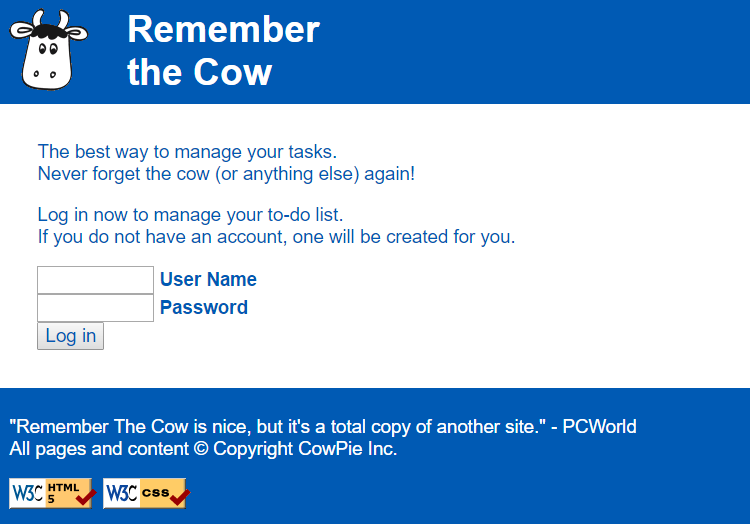 Remember
the Cow
The best way to manage your tasks.
Never forget the cow (or anything else) again!
Log in now to manage your to-do list.
If you do not have an account, one will be created for you.
User Name
Password
Log in
"Remember The Cow is nice, but it's a total copy of another site." - PCWorld
All pages and content © Copyright CowPie Inc.
W3C HTML 5
W3C CSS